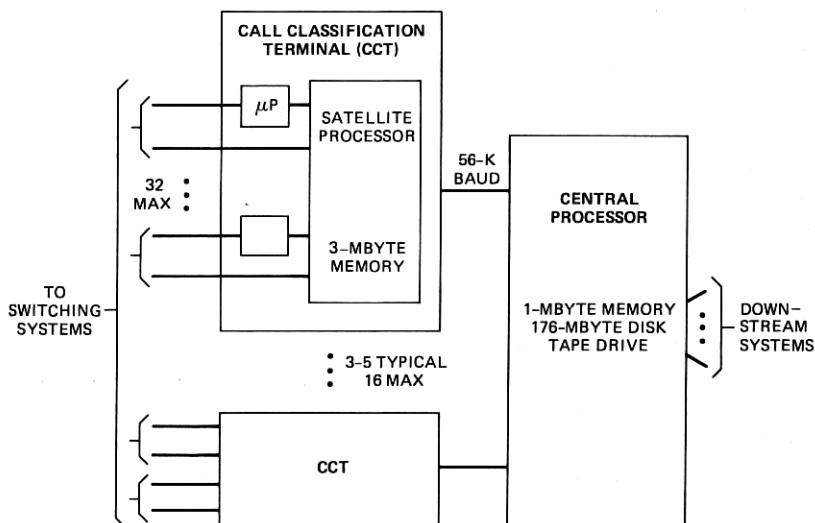 CALL CLASSIFICATION
TERMINAL (CCT)
μP
SATELLITE
PROCESSOR
3-MBYTE
MEMORY
32
MAX
TO
SWITCHING
SYSTEMS
56-K
BAUD
CENTRAL
PROCESSOR
1-MBYTE MEMORY
176-MBYTE DISK
TAPE DRIVE
DOWN-
STREAM
SYSTEMS
3-5 TYPICAL
16 MAX
CCT